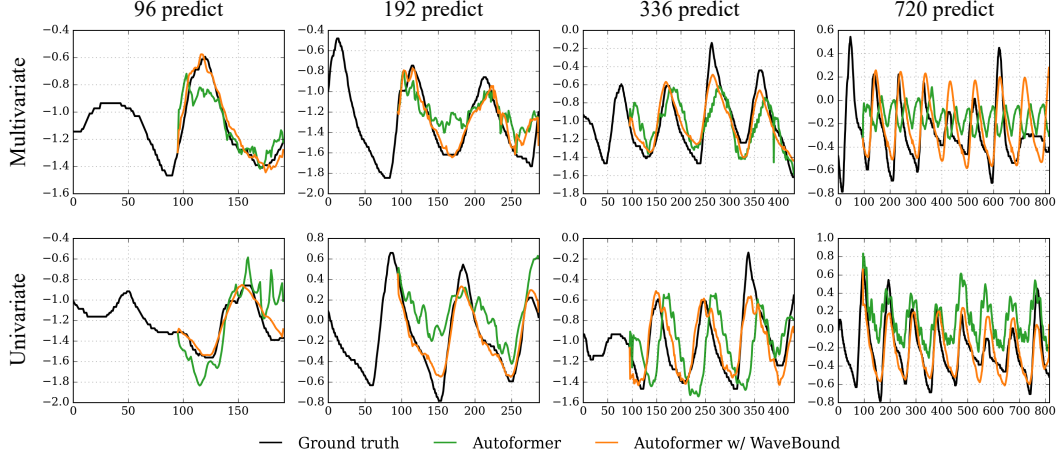 96 predict 192 predict 336 predict 720 predict
Multivariate
−0.4 −0.6 −0.8 −1.0 −1.2 −1.4 −1.6
0 50 100 150
−0.4 −0.6 −0.8 −1.0 −1.2 −1.4 −1.6 −1.8 −2.0
0 50 100 150 200 250
0.0 −0.2 −0.4 −0.6 −0.8 −1.0 −1.2 −1.4 −1.6 −1.8
0 50 100 150 200 250 300 350 400
0.6 0.4 0.2 0.0 −0.2 −0.4 −0.6 −0.8
0 100 200 300 400 500 600 700 800
Univariate
−0.4 −0.6 −0.8 −1.0 −1.2 −1.4 −1.6 −1.8 −2.0
0 50 100 150
0.8 0.6 0.4 0.2 0.0 −0.2 −0.4 −0.6 −0.8
0 50 100 150 200 250
0.0 −0.2 −0.4 −0.6 −0.8 −1.0 −1.2 −1.4 −1.6
0 50 100 150 200 250 300 350 400
1.0 0.8 0.6 0.4 0.2 0.0 −0.2 −0.4 −0.6 −0.8
0 100 200 300 400 500 600 700 800
Ground truth Autoformer Autoformer w/ WaveBound